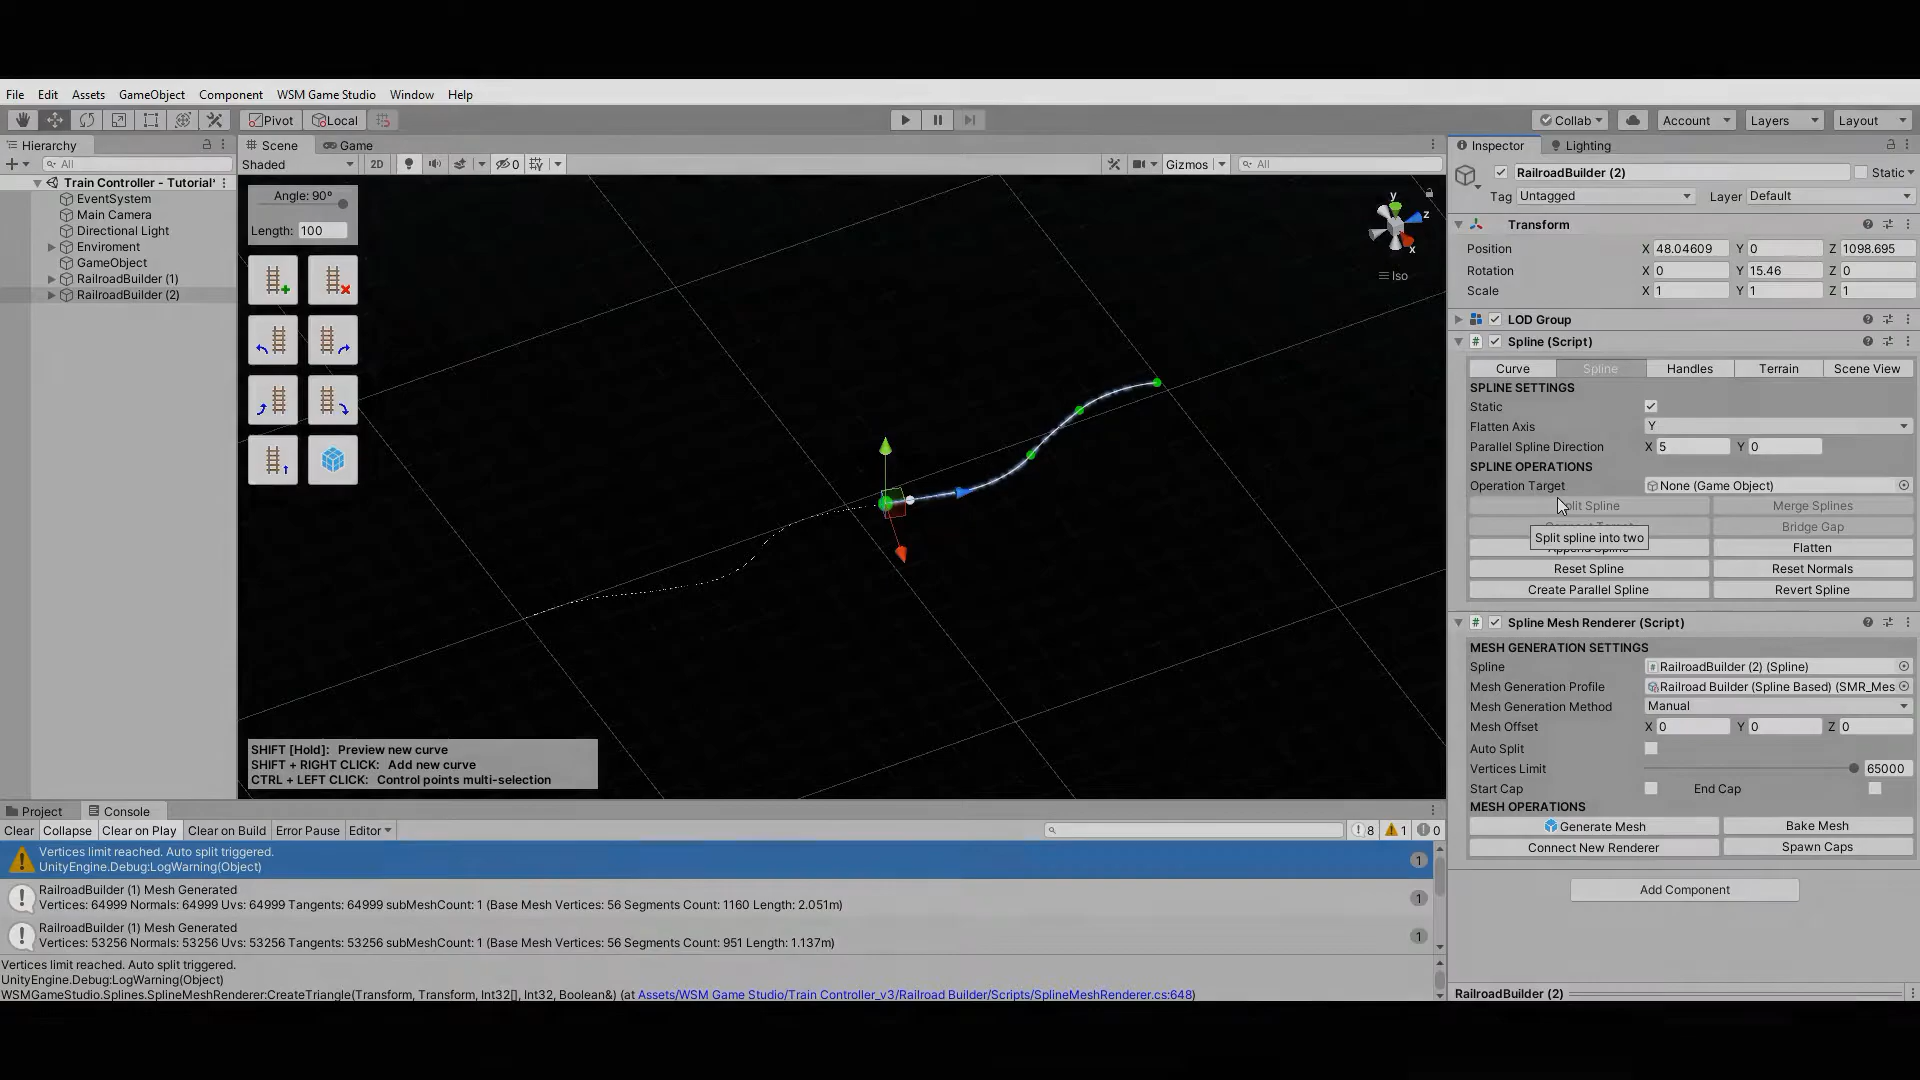 File Edit Assets GameObject Component WSM Game Studio Window Help
Pivot Local Collab Account Layers Layout
Hierarchy
All
Train Controller - Tutorial*
EventSystem
Main Camera
Directional Light
Enviroment
GameObject
RailroadBuilder (1)
RailroadBuilder (2)
Scene Game
Shaded 2D 0 Gizmos All
Angle: 90°
Length: 100
y
z
x
Iso
SHIFT [Hold]: Preview new curve
SHIFT + RIGHT CLICK: Add new curve
CTRL + LEFT CLICK: Control points multi-selection
Inspector Lighting
RailroadBuilder (2) Static
Tag Untagged Layer Default
Transform
Position X 48.04609 Y 0 Z 1098.695
Rotation X 0 Y 15.46 Z 0
Scale X 1 Y 1 Z 1
LOD Group
# Spline (Script)
Curve Spline Handles Terrain Scene View
SPLINE SETTINGS
Static
Flatten Axis Y
Parallel Spline Direction X 5 Y 0
SPLINE OPERATIONS
Operation Target None (Game Object)
Split Spline Merge Splines
Bridge Gap
Split spline into two
Append Spline Flatten
Reset Spline Reset Normals
Create Parallel Spline Revert Spline
# Spline Mesh Renderer (Script)
MESH GENERATION SETTINGS
Spline RailroadBuilder (2) (Spline)
Mesh Generation Profile Railroad Builder (Spline Based) (SMR_Mes
Mesh Generation Method Manual
Mesh Offset X 0 Y 0 Z 0
Auto Split
Vertices Limit 65000
Start Cap End Cap
MESH OPERATIONS
Generate Mesh Bake Mesh
Connect New Renderer Spawn Caps
Add Component
RailroadBuilder (2)
Project Console
Clear Collapse Clear on Play Clear on Build Error Pause Editor 8 1 0
Vertices limit reached. Auto split triggered.
UnityEngine.Debug:LogWarning(Object) 1
RailroadBuilder (1) Mesh Generated
Vertices: 64999 Normals: 64999 Uvs: 64999 Tangents: 64999 subMeshCount: 1 (Base Mesh Vertices: 56 Segments Count: 1160 Length: 2.051m) 1
RailroadBuilder (1) Mesh Generated
Vertices: 53256 Normals: 53256 Uvs: 53256 Tangents: 53256 subMeshCount: 1 (Base Mesh Vertices: 56 Segments Count: 951 Length: 1.137m) 1
Vertices limit reached. Auto split triggered.
UnityEngine.Debug:LogWarning(Object)
WSMGameStudio.Splines.SplineMeshRenderer:CreateTriangle(Transform, Transform, Int32[], Int32, Boolean&) (at Assets/WSM Game Studio/Train Controller_v3/Railroad Builder/Scripts/SplineMeshRenderer.cs:648)